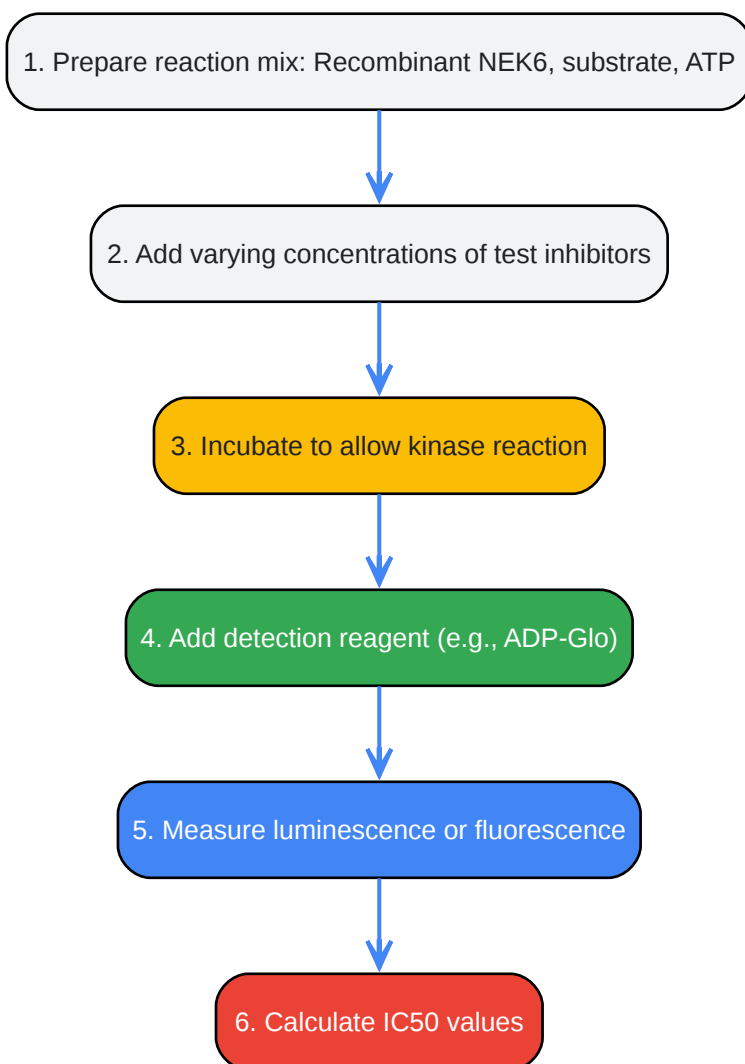 1. Prepare reaction mix: Recombinant NEK6, substrate, ATP
2. Add varying concentrations of test inhibitors
3. Incubate to allow kinase reaction
4. Add detection reagent (e.g., ADP-Glo)
5. Measure luminescence or fluorescence
6. Calculate IC50 values